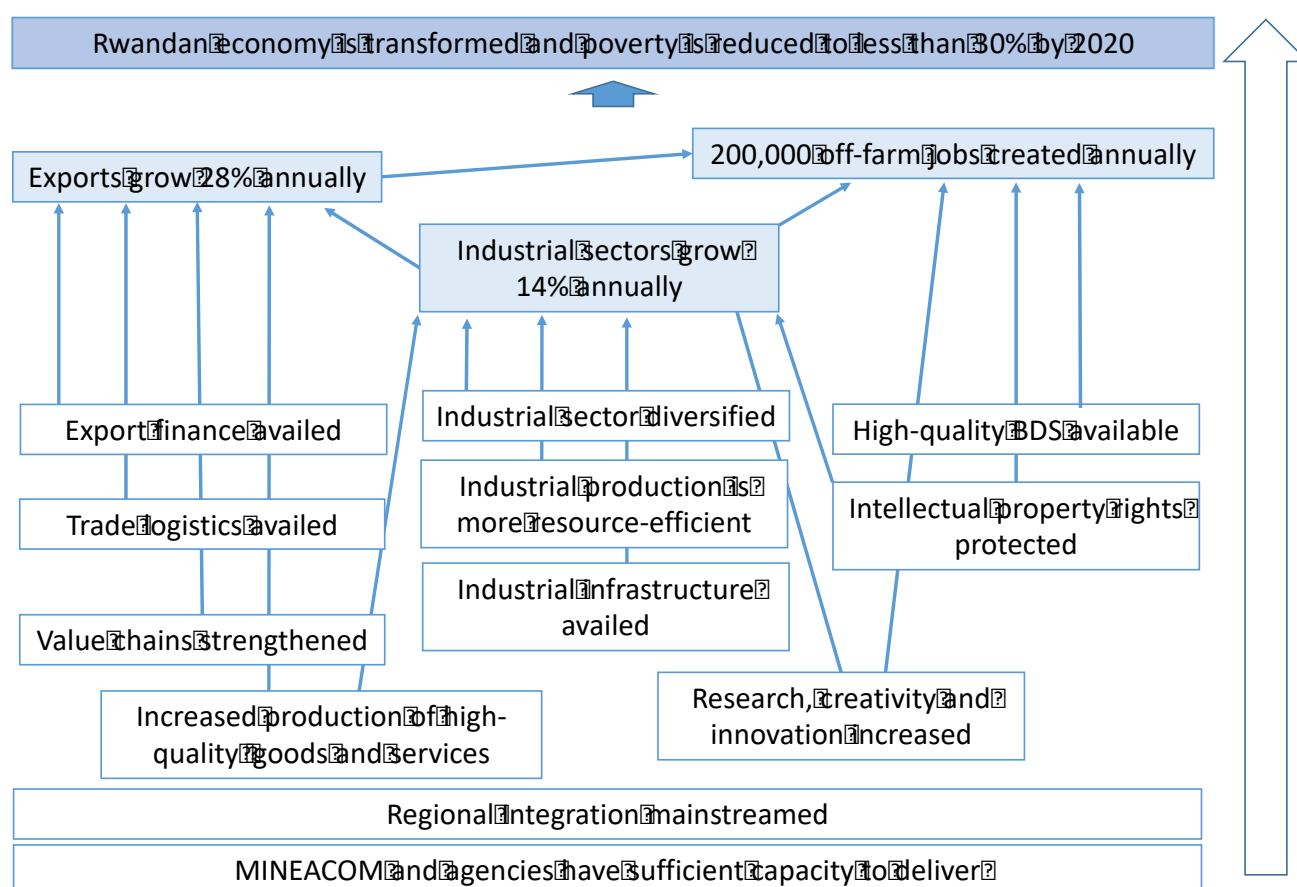 Rwandan economy is transformed and poverty is reduced to less than 30% by 2020
200,000 off-farm jobs created annually
Exports grow 28% annually
Industrial sectors grow
14% annually
Export finance availed
Industrial sector diversified
High-quality BDS available
Trade logistics availed
Industrial production is
more resource-efficient
Intellectual property rights
protected
Value chains strengthened
Industrial infrastructure
availed
Increased production of high-
quality goods and services
Research, creativity and
innovation increased
Regional Integration mainstreamed
MINEACOM and agencies have sufficient capacity to deliver